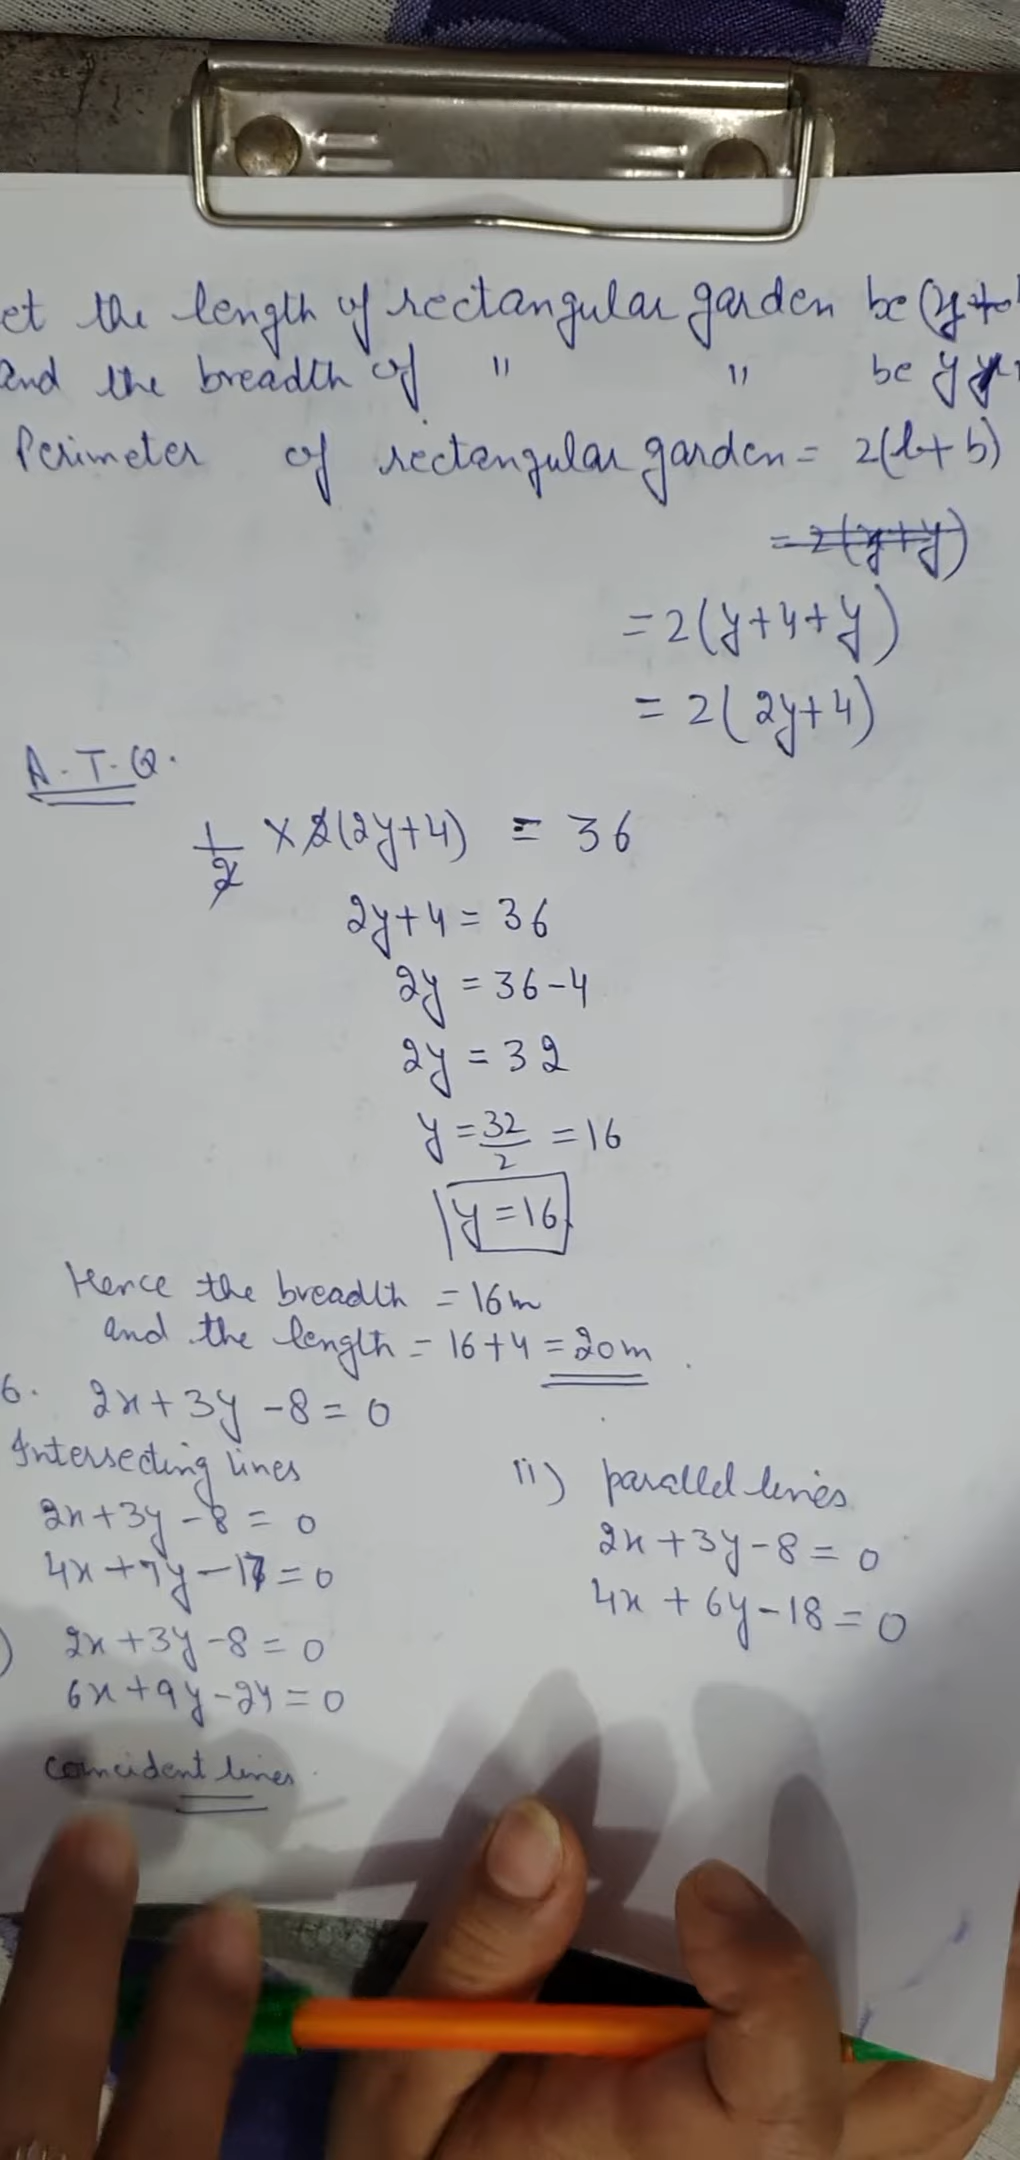 et the length of rectangular garden be (y+
and the breadth of " " be y
Perimeter of rectangular garden = 2(l+b)
= 2(y+y)
= 2(y+4+y)
= 2(2y+4)
A.T.Q.
1/2 × 2(2y+4) = 36
2y+4 = 36
2y = 36-4
2y = 32
y = 32/2 = 16
y = 16
Hence the breadth = 16m
and the length = 16+4 = 20m
6. 2x+3y-8 = 0
Intersecting lines
2x+3y-8 = 0
4x+7y-17 = 0
ii) parallel lines
2x+3y-8 = 0
4x+6y-18 = 0
) 2x+3y-8 = 0
6x+9y-24 = 0
coincident lines